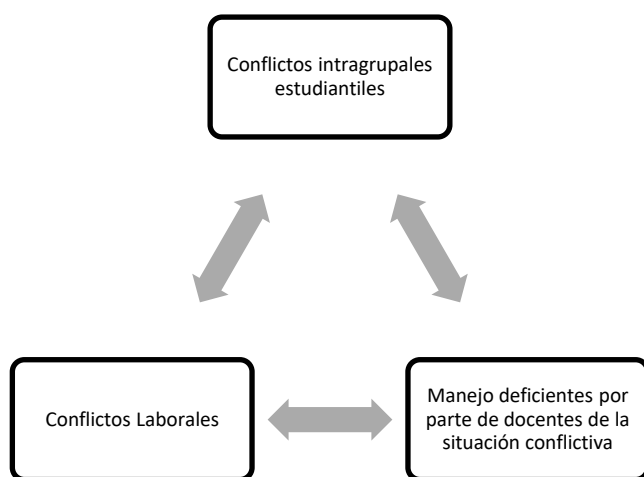 Conflictos intragrupales
estudiantiles
Conflictos Laborales
Manejo deficientes por
parte de docentes de la
situación conflictiva